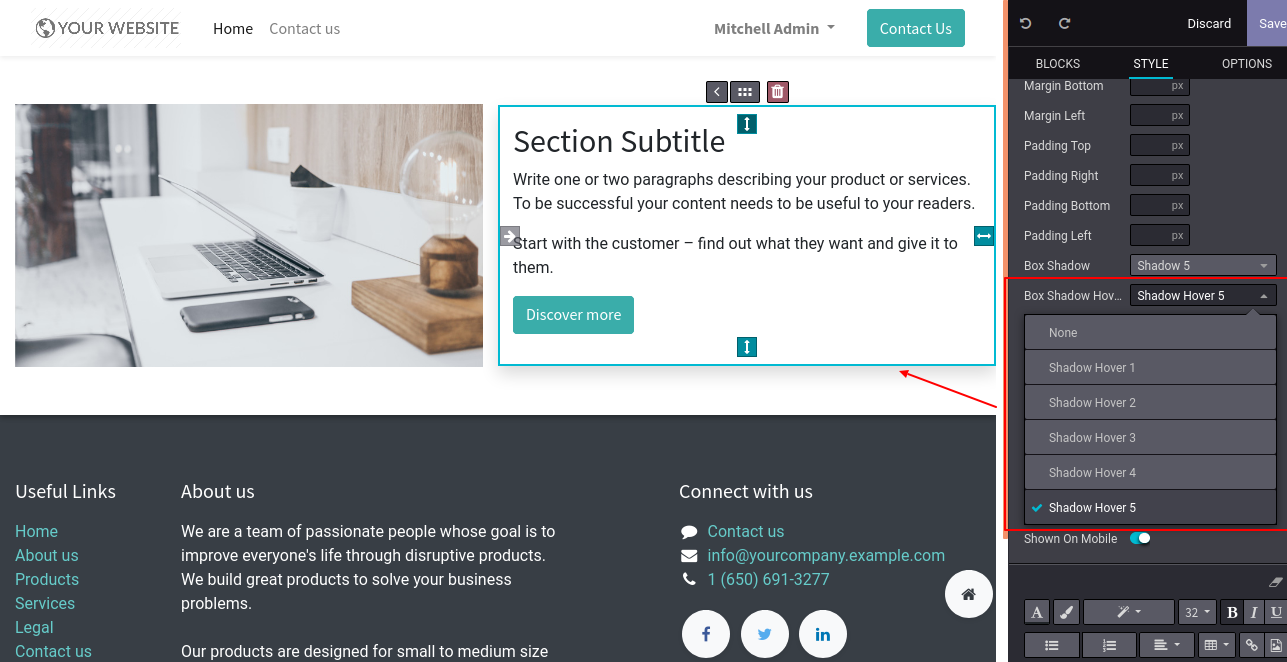 YOUR WEBSITE
Home
Contact us
Mitchell Admin
Contact Us
Section Subtitle
Write one or two paragraphs describing your product or services.
To be successful your content needs to be useful to your readers.
Start with the customer – find out what they want and give it to
them.
Discover more
Useful Links
Home
About us
Products
Services
Legal
Contact us
About us
We are a team of passionate people whose goal is to
improve everyone's life through disruptive products.
We build great products to solve your business
problems.
Our products are designed for small to medium size
Connect with us
Contact us
info@yourcompany.example.com
1 (650) 691-3277
Discard
Save
BLOCKS
STYLE
OPTIONS
Margin Bottom px
Margin Left px
Padding Top px
Padding Right px
Padding Bottom px
Padding Left px
Box Shadow Shadow 5
Box Shadow Hov... Shadow Hover 5
None
Shadow Hover 1
Shadow Hover 2
Shadow Hover 3
Shadow Hover 4
Shadow Hover 5
Shown On Mobile
A 32 B I U